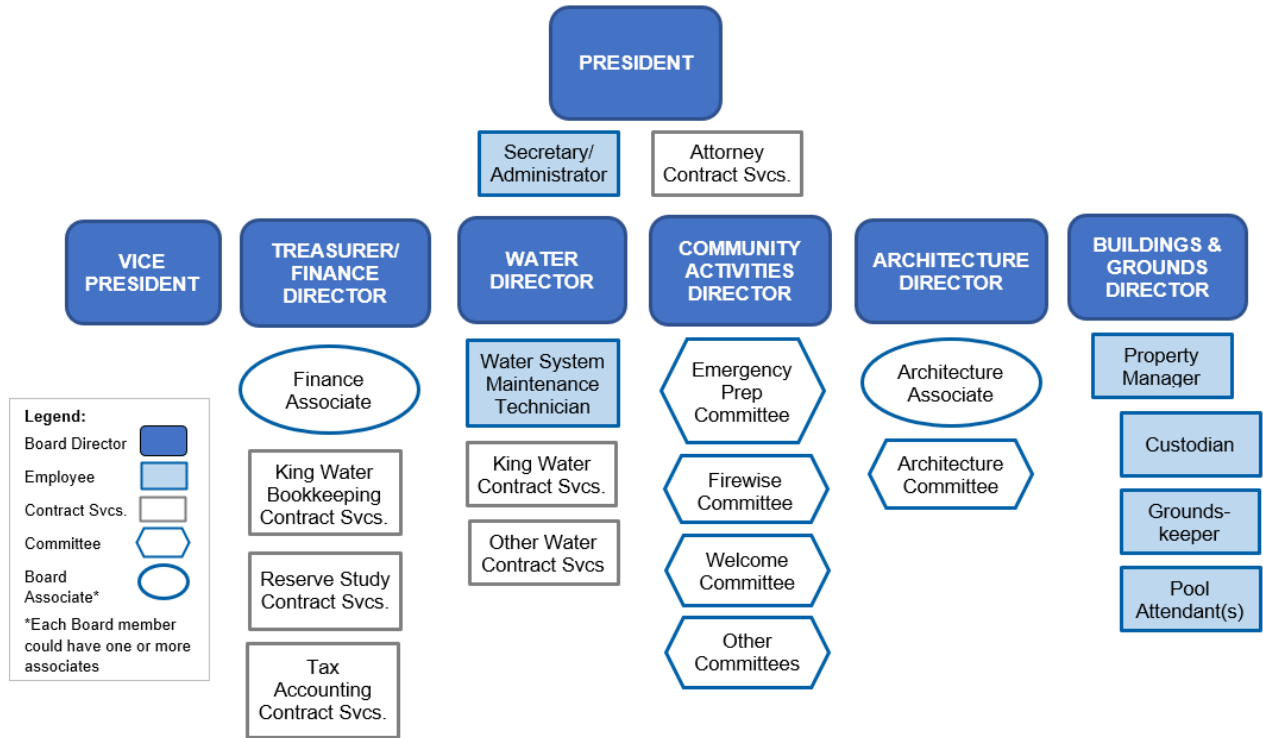 PRESIDENT
Secretary/
Administrator
Attorney
Contract Svcs.
VICE
PRESIDENT
TREASURER/
FINANCE
DIRECTOR
WATER
DIRECTOR
COMMUNITY
ACTIVITIES
DIRECTOR
ARCHITECTURE
DIRECTOR
BUILDINGS &
GROUNDS
DIRECTOR
Finance
Associate
King Water
Bookkeeping
Contract Svcs.
Reserve Study
Contract Svcs.
Tax
Accounting
Contract Svcs.
Water System
Maintenance
Technician
King Water
Contract Svcs.
Other Water
Contract Svcs
Emergency
Prep
Committee
Firewise
Committee
Welcome
Committee
Other
Committees
Architecture
Associate
Architecture
Committee
Property
Manager
Custodian
Grounds-
keeper
Pool
Attendant(s)
Legend:
Board Director
Employee
Contract Svcs.
Committee
Board
Associate*
*Each Board member
could have one or more
associates